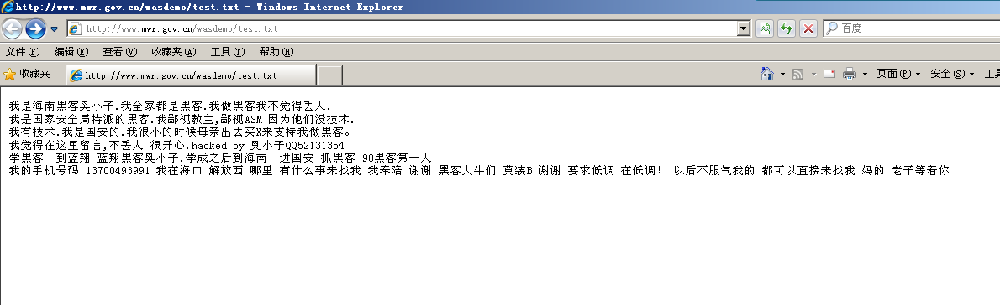 http://www.mwr.gov.cn/wasdemo/test.txt - Windows Internet Explorer
http://www.mwr.gov.cn/wasdemo/test.txt
百度
文件(F) 编辑(E) 查看(V) 收藏夹(A) 工具(T) 帮助(H)
收藏夹 http://www.mwr.gov.cn/wasdemo/test.txt 页面(P) 安全(S) 工具
我是海南黑客臭小子.我全家都是黑客.我做黑客我不觉得丢人.
我是国家安全局特派的黑客.我鄙视教主,鄙视ASM 因为他们没技术.
我有技术.我是国安的.我很小的时候母亲出去买X来支持我做黑客。
我觉得在这里留言,不丢人 很开心.hacked by 臭小子QQ52131354
学黑客 到蓝翔 蓝翔黑客臭小子.学成之后到海南 进国安 抓黑客 90黑客第一人
我的手机号码 13700493991 我在海口 解放西 哪里 有什么事来找我 我奉陪 谢谢 黑客大牛们 莫装B 谢谢 要求低调 在低调! 以后不服气我的 都可以直接来找我 妈的 老子等着你